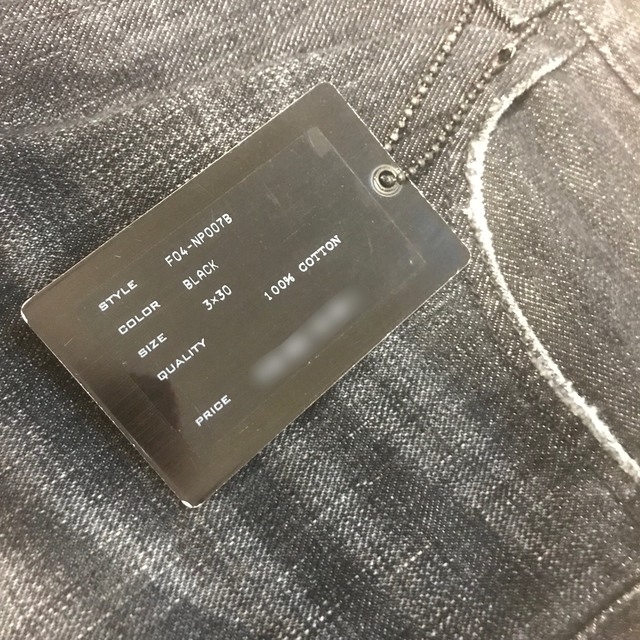 STYLE F04-NP007B
COLOR BLACK
SIZE 3×30
QUALITY 100% COTTON
PRICE